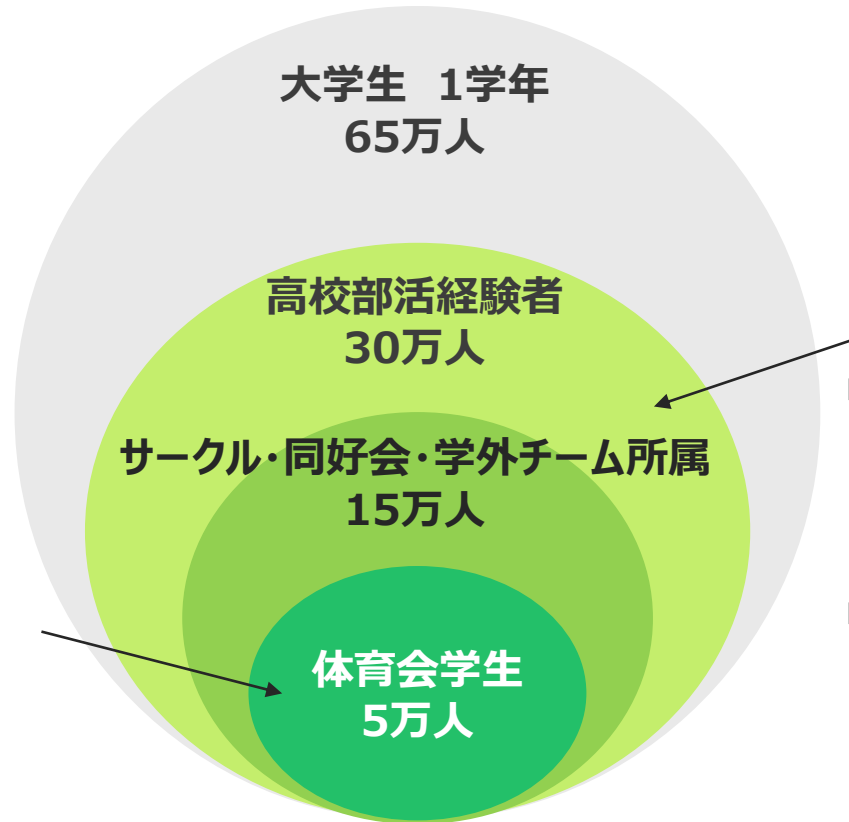 大学生 1学年
65万人
高校部活経験者
30万人
サークル・同好会・学外チーム所属
15万人
体育会学生
5万人